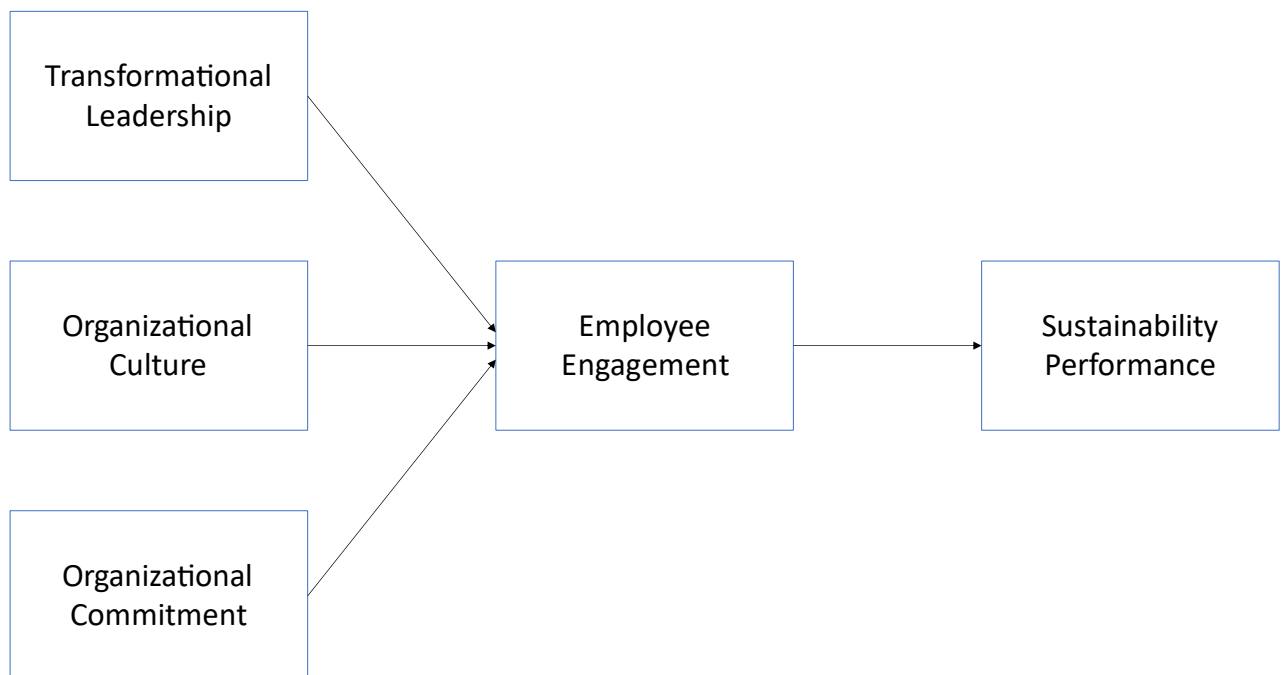 Transformational
Leadership
Organizational
Culture
Employee
Engagement
Sustainability
Performance
Organizational
Commitment